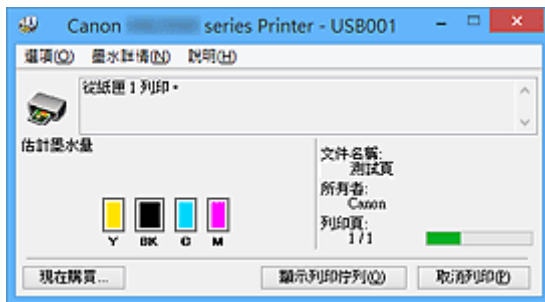 Canon series Printer - USB001
選項(O) 墨水詳情(N) 說明(H)
從紙匣 1 列印。
估計墨水量
Y BK C M
文件名稱:
測試頁
所有者:
Canon
列印頁:
1 / 1
現在購買... 顯示列印佇列(Q) 取消列印(P)